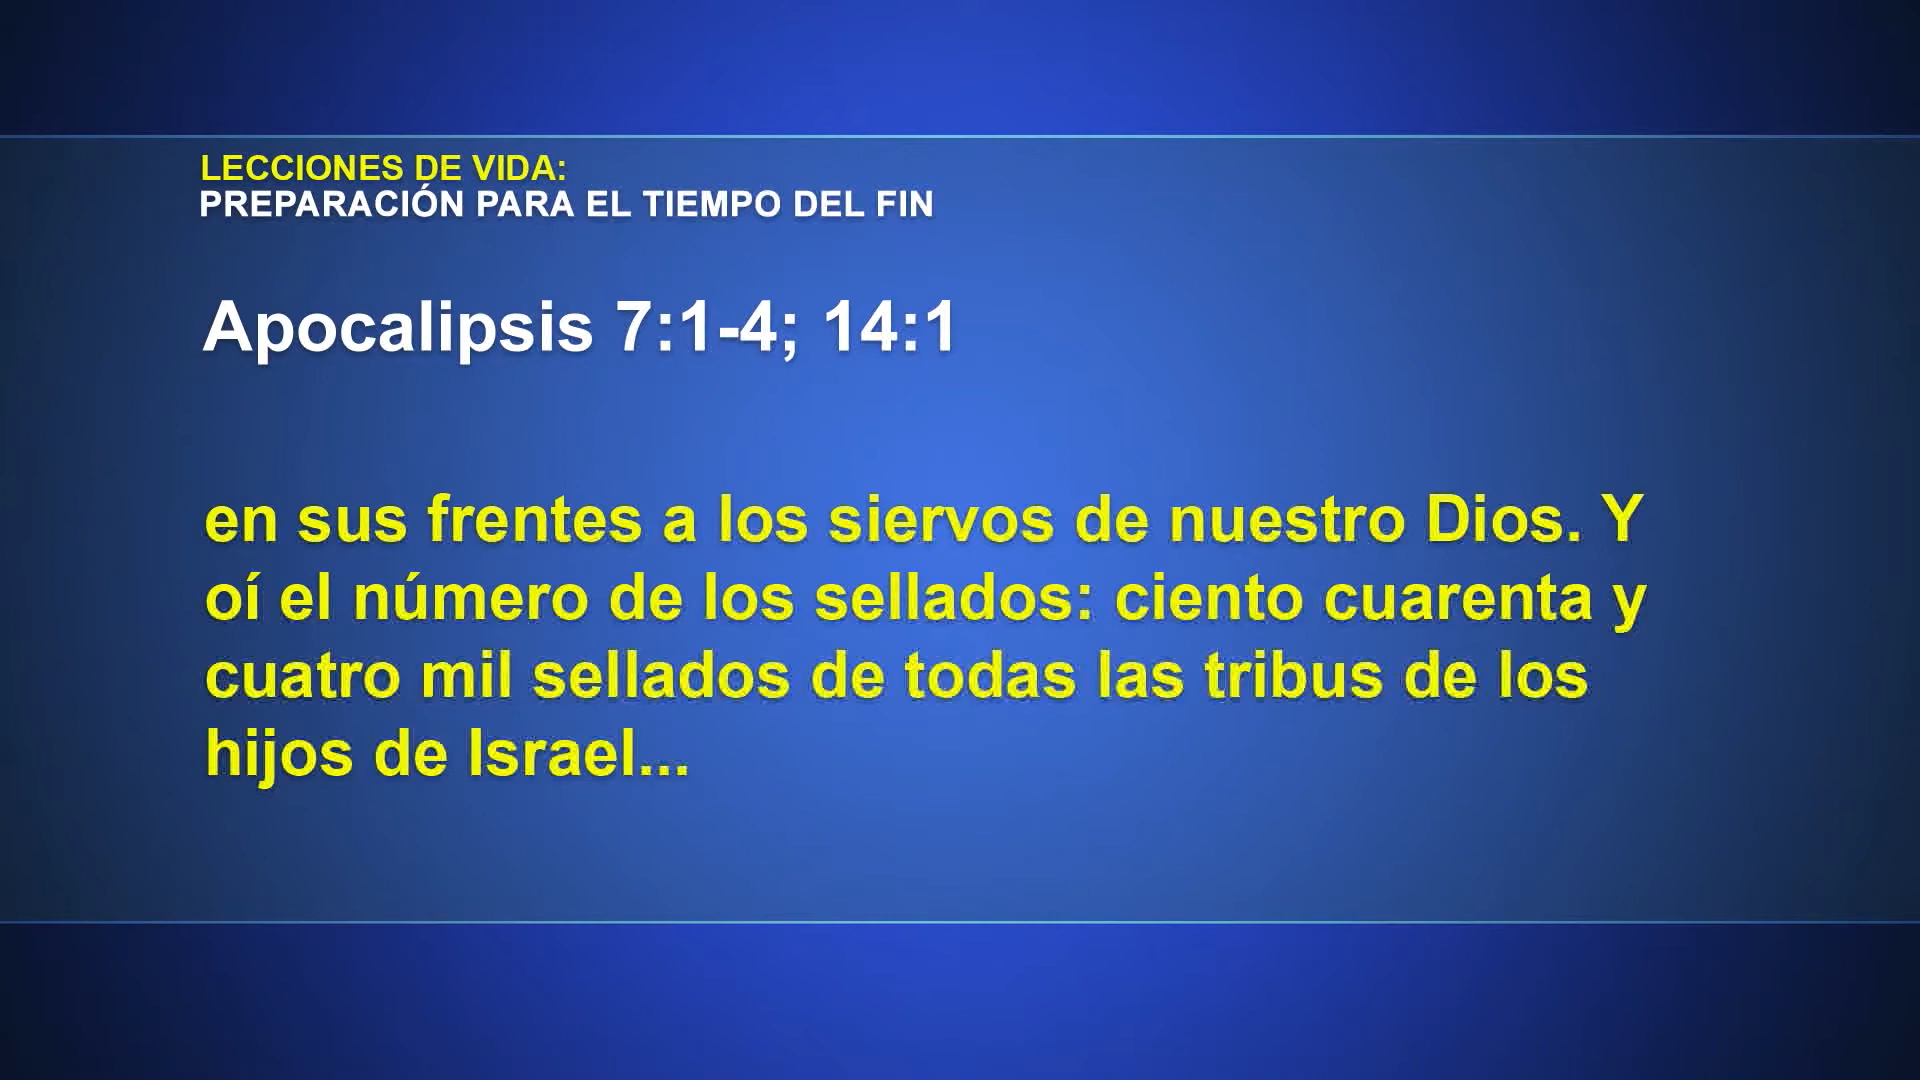 LECCIONES DE VIDA:
PREPARACIÓN PARA EL TIEMPO DEL FIN
Apocalipsis 7:1-4; 14:1
en sus frentes a los siervos de nuestro Dios. Y
oí el número de los sellados: ciento cuarenta y
cuatro mil sellados de todas las tribus de los
hijos de Israel...